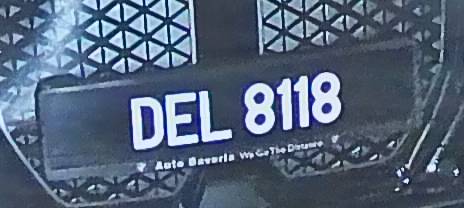 DEL 8118
Auto Bavaria We Go The Distance